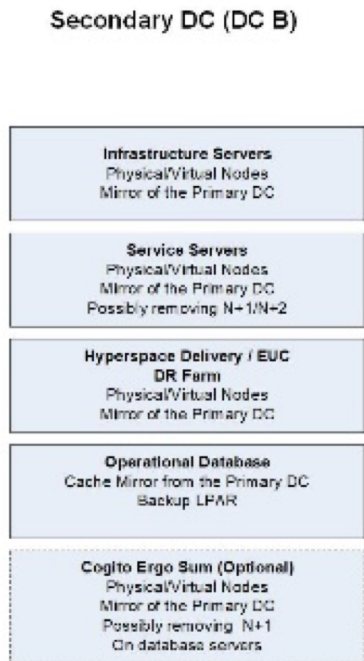 Secondary DC (DC B)
Infrastructure Servers
Physical/Virtual Nodes
Mirror of the Primary DC
Service Servers
Physical/Virtual Nodes
Mirror of the Primary DC
Possibly removing N+1/N+2
Hyperspace Delivery / EUC
DR Farm
Physical/Virtual Nodes
Mirror of the Primary DC
Operational Database
Cache Mirror from the Primary DC
Backup LPAR
Cogito Ergo Sum (Optional)
Physical/Virtual Nodes
Mirror of the Primary DC
Possibly removing N+1
On database servers